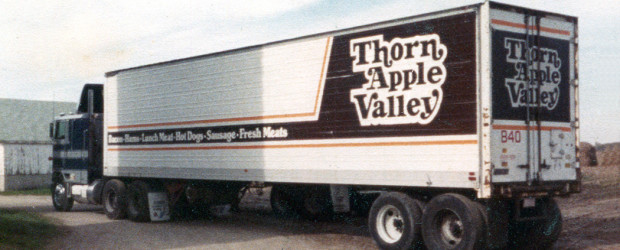 Thorn
Apple
Valley
Bacon-Hams-Lunch Meat-Hot Dogs-Sausage-Fresh Meats
Thorn
Apple
Valley
840